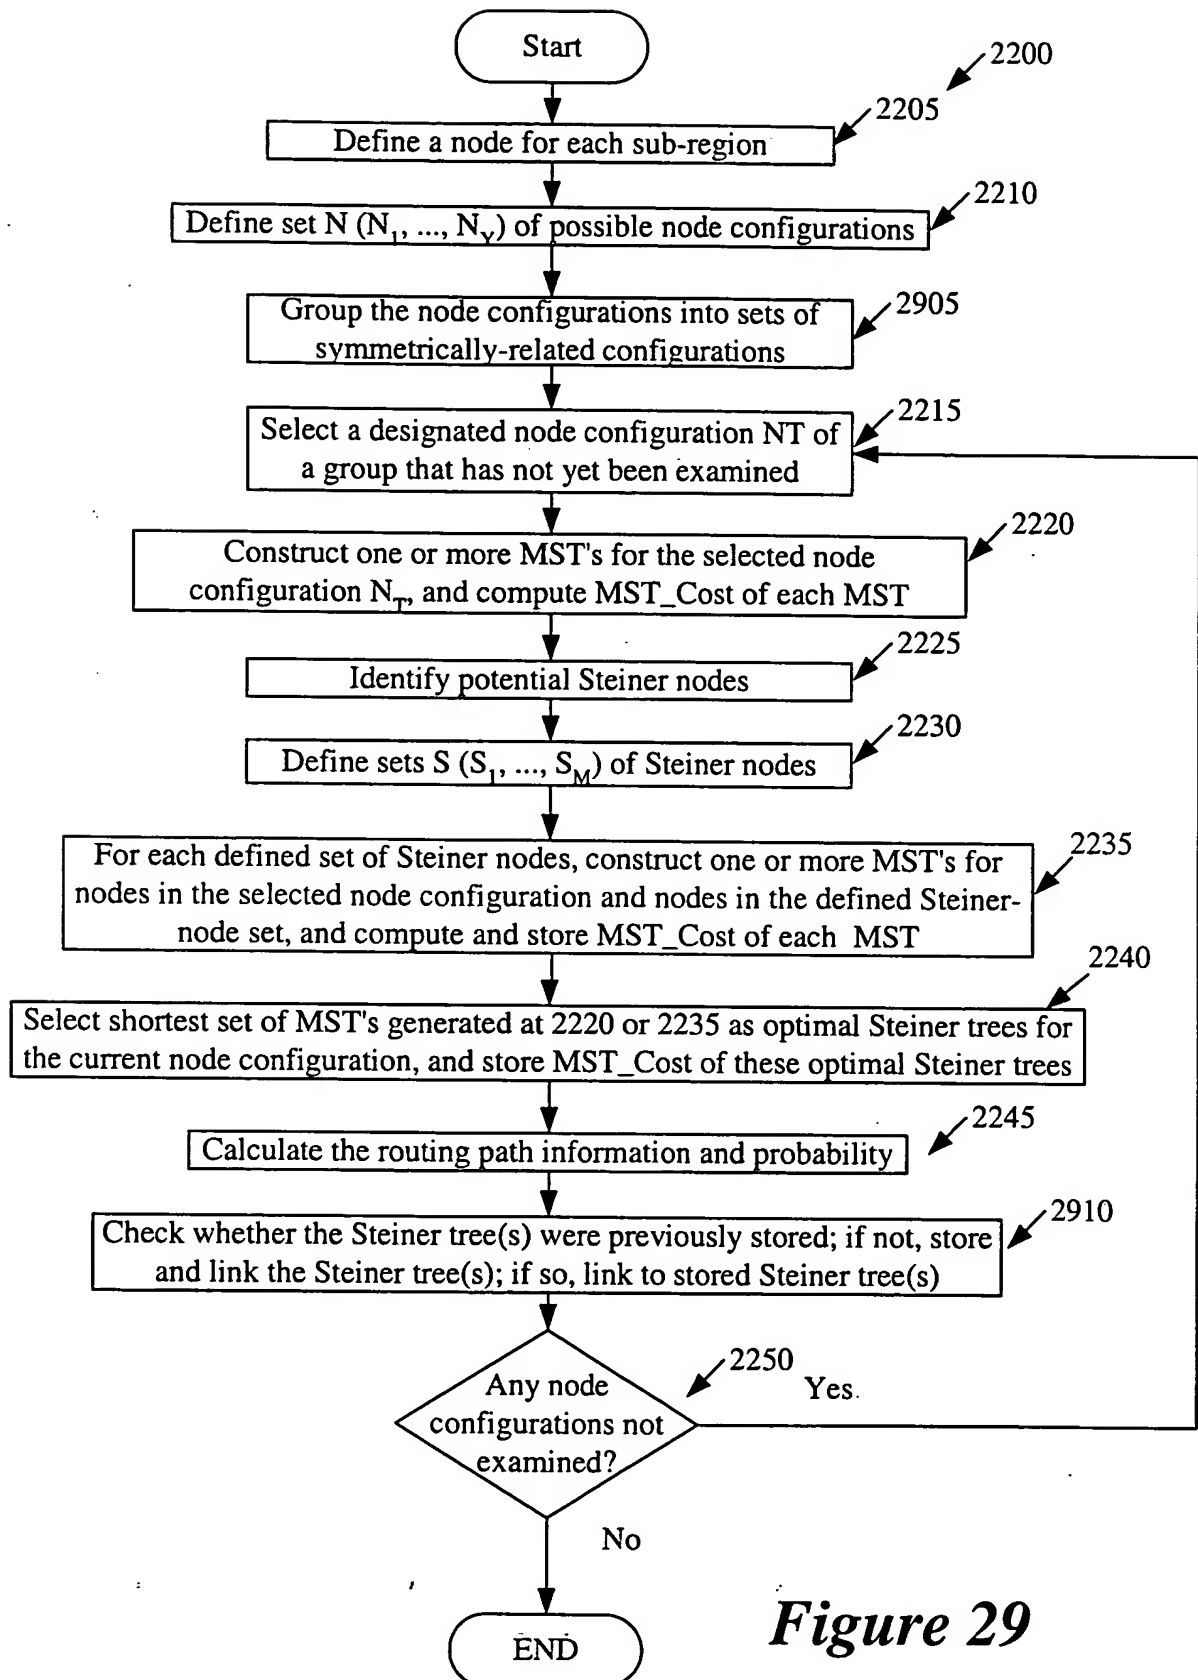 Start
2200
2205
Define a node for each sub-region
2210
Define set N (N1, ..., NY) of possible node configurations
2905
Group the node configurations into sets of
symmetrically-related configurations
2215
Select a designated node configuration NT of
a group that has not yet been examined
2220
Construct one or more MST's for the selected node
configuration NT, and compute MST_Cost of each MST
2225
Identify potential Steiner nodes
2230
Define sets S (S1, ..., SM) of Steiner nodes
2235
For each defined set of Steiner nodes, construct one or more MST's for
nodes in the selected node configuration and nodes in the defined Steiner-
node set, and compute and store MST_Cost of each MST
2240
Select shortest set of MST's generated at 2220 or 2235 as optimal Steiner trees for
the current node configuration, and store MST_Cost of these optimal Steiner trees
2245
Calculate the routing path information and probability
2910
Check whether the Steiner tree(s) were previously stored; if not, store
and link the Steiner tree(s); if so, link to stored Steiner tree(s)
2250
Yes
Any node
configurations not
examined?
No
END
Figure 29